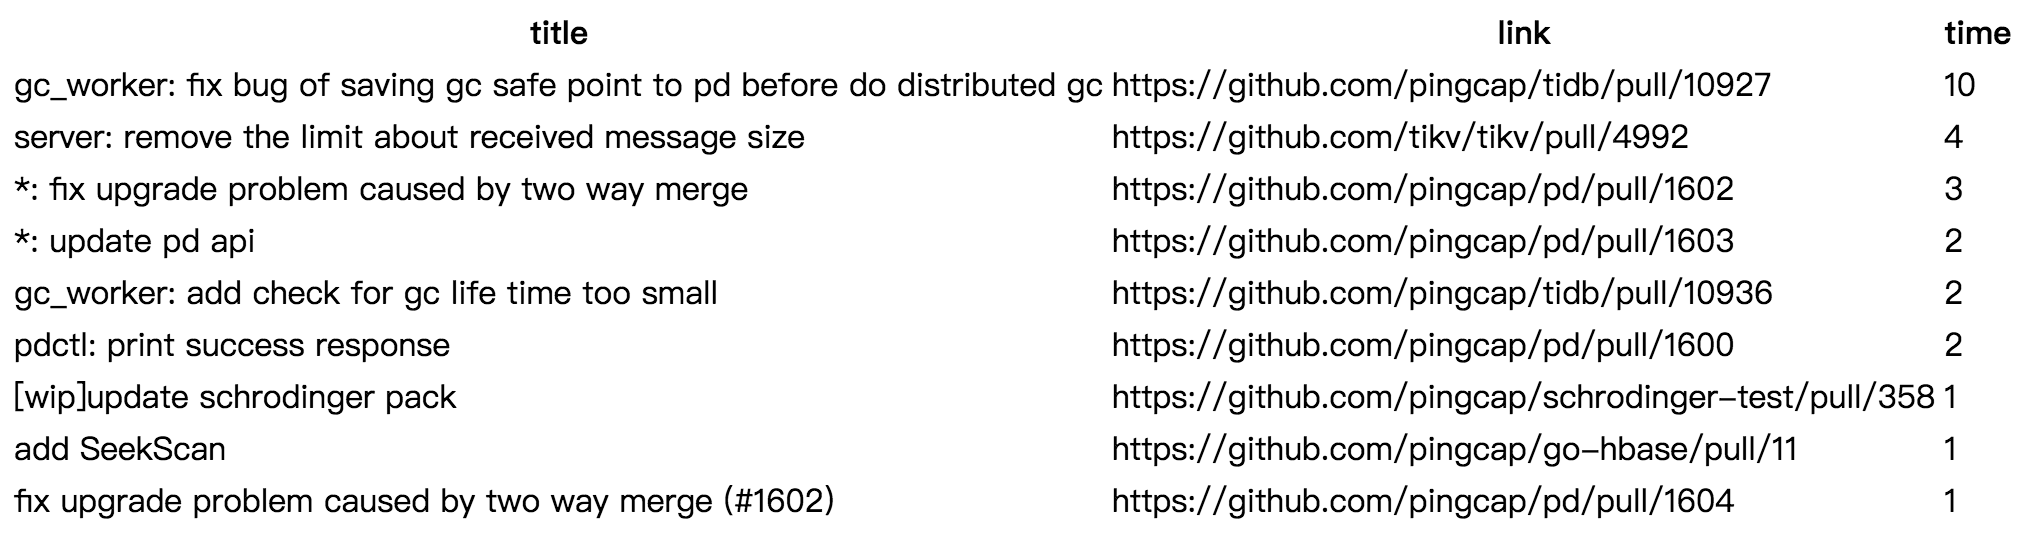 title link time
gc_worker: fix bug of saving gc safe point to pd before do distributed gc https://github.com/pingcap/tidb/pull/10927 10
server: remove the limit about received message size https://github.com/tikv/tikv/pull/4992 4
*: fix upgrade problem caused by two way merge https://github.com/pingcap/pd/pull/1602 3
*: update pd api https://github.com/pingcap/pd/pull/1603 2
gc_worker: add check for gc life time too small https://github.com/pingcap/tidb/pull/10936 2
pdctl: print success response https://github.com/pingcap/pd/pull/1600 2
[wip]update schrodinger pack https://github.com/pingcap/schrodinger-test/pull/358 1
add SeekScan https://github.com/pingcap/go-hbase/pull/11 1
fix upgrade problem caused by two way merge (#1602) https://github.com/pingcap/pd/pull/1604 1